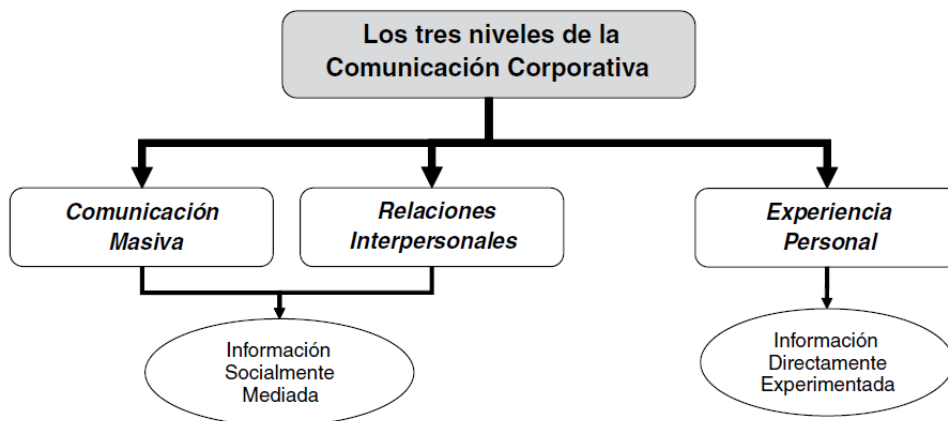 Los tres niveles de la
Comunicación Corporativa
Comunicación
Masiva
Relaciones
Interpersonales
Experiencia
Personal
Información
Socialmente
Mediada
Información
Directamente
Experimentada